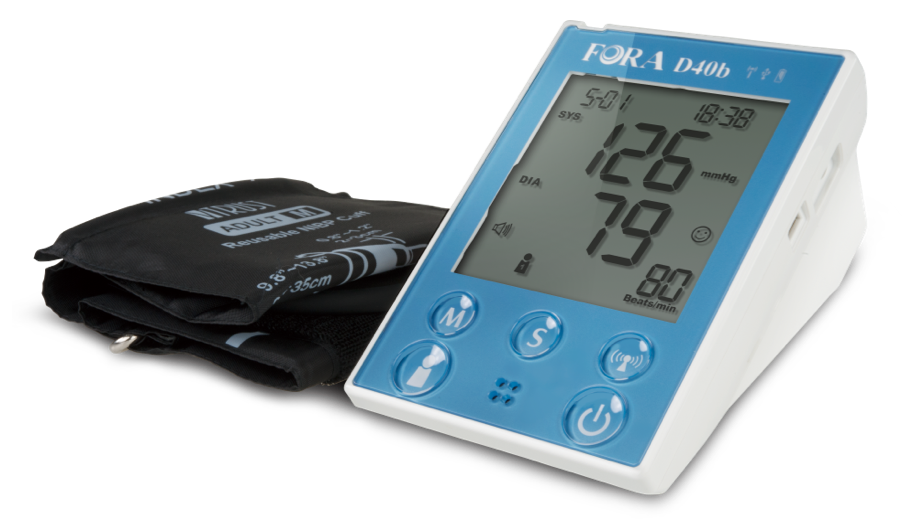 FORA D40b
5-01 18:38
SYS 126 mmHg
DIA 79
80
Beats/min
M
S
ADULT M
Reusable NIBP Cuff
35cm